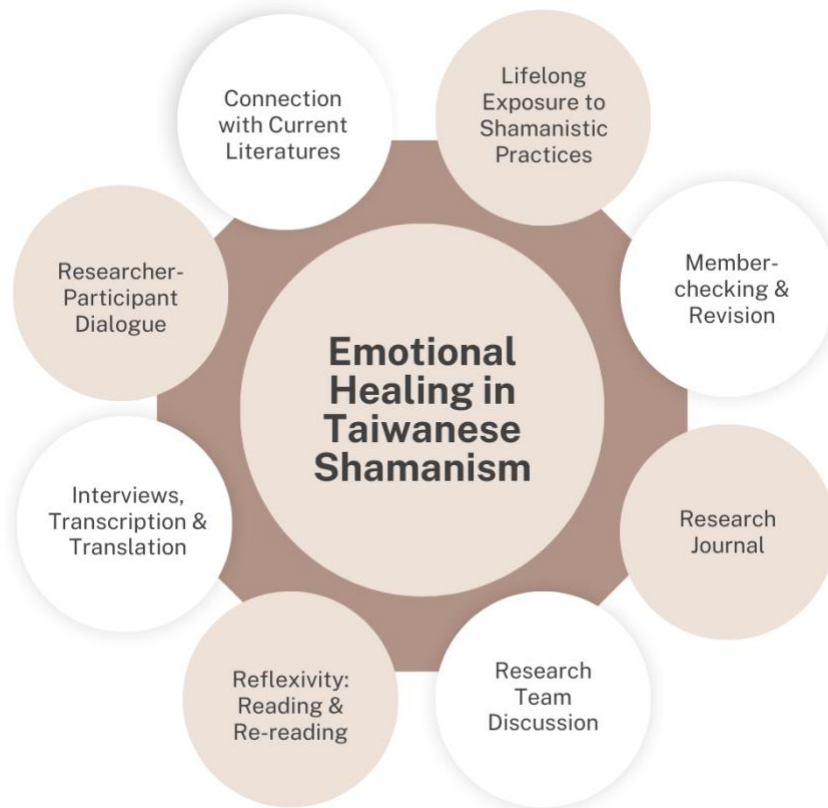 Connection
with Current
Literatures
Lifelong
Exposure to
Shamanistic
Practices
Researcher-
Participant
Dialogue
Member-
checking &
Revision
Emotional
Healing in
Taiwanese
Shamanism
Interviews,
Transcription &
Translation
Research
Journal
Reflexivity:
Reading &
Re-reading
Research
Team
Discussion